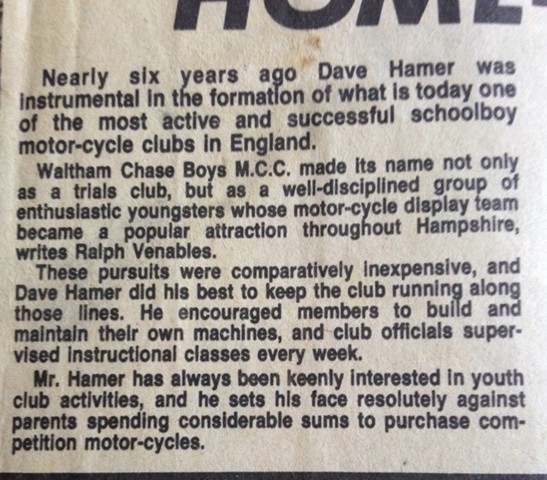 HOME-
Nearly six years ago Dave Hamer was
instrumental in the formation of what is today one
of the most active and successful schoolboy
motor-cycle clubs in England.
Waltham Chase Boys M.C.C. made its name not only
as a trials club, but as a well-disciplined group of
enthusiastic youngsters whose motor-cycle display team
became a popular attraction throughout Hampshire,
writes Ralph Venables.
These pursuits were comparatively inexpensive, and
Dave Hamer did his best to keep the club running along
those lines. He encouraged members to build and
maintain their own machines, and club officials super-
vised instructional classes every week.
Mr. Hamer has always been keenly interested in youth
club activities, and he sets his face resolutely against
parents spending considerable sums to purchase com-
petition motor-cycles.